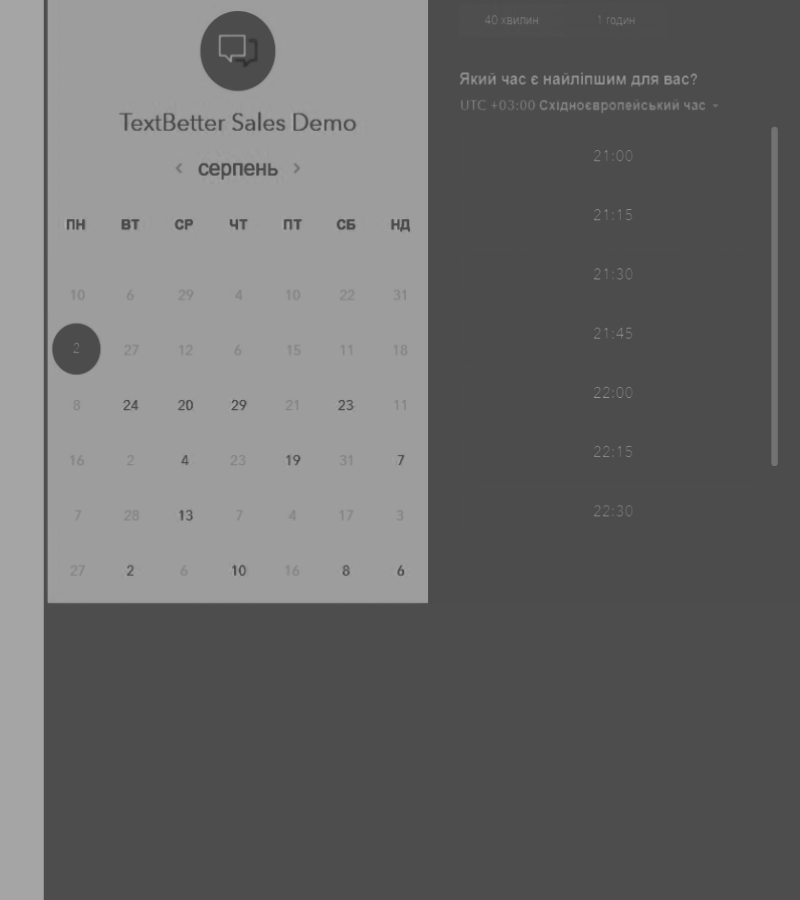 TextBetter Sales Demo
серпень
ПН ВТ СР ЧТ ПТ СБ НД
10 6 29 4 10 22 31
2 27 12 6 15 11 18
8 24 20 29 21 23 11
16 2 4 23 19 31 7
7 28 13 7 4 17 3
27 2 6 10 16 8 6
40 хвилин 1 годин
Який час є найліпшим для вас?
UTC +03:00 Східноєвропейський час
21:00
21:15
21:30
21:45
22:00
22:15
22:30